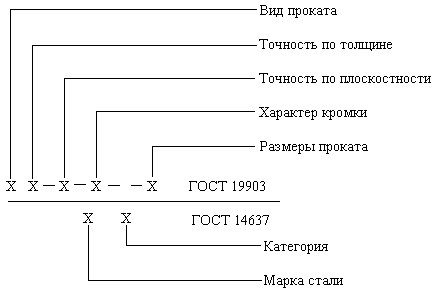 Вид проката
Точность по толщине
Точность по плоскостности
Характер кромки
Размеры проката
Х Х – Х – Х – – Х ГОСТ 19903
Х Х ГОСТ 14637
Категория
Марка стали